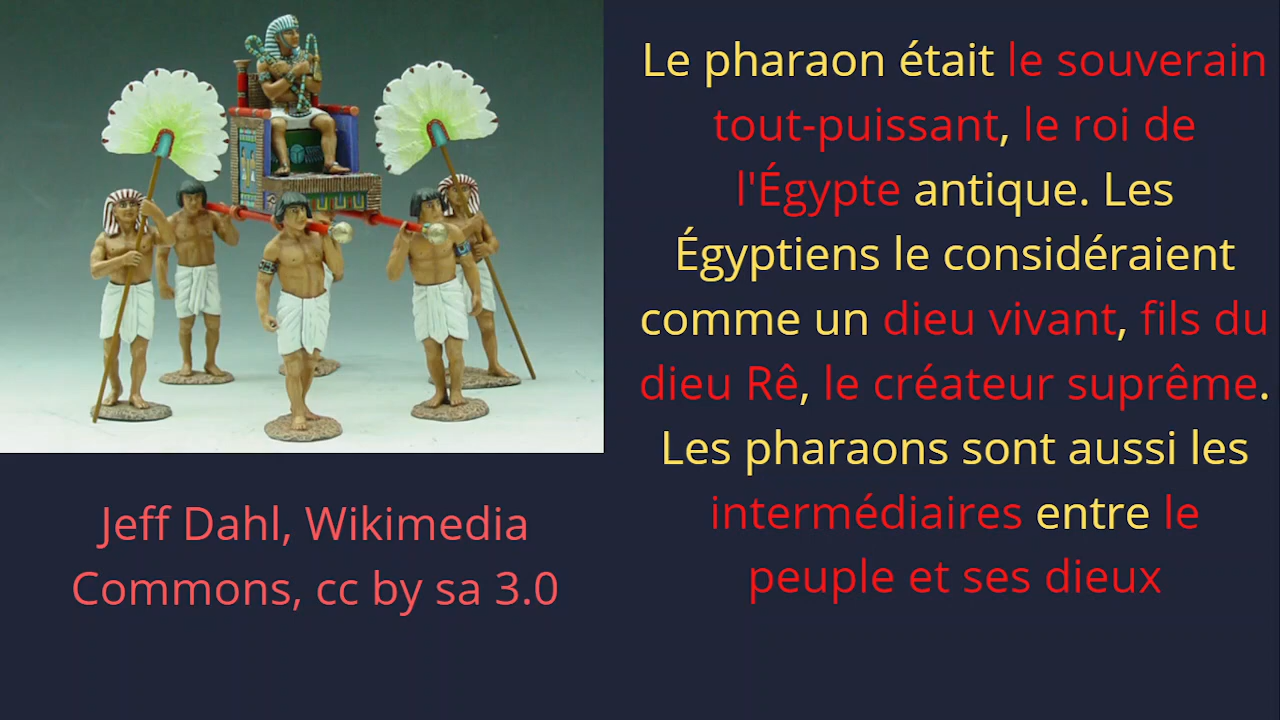 Le pharaon était le souverain
tout-puissant, le roi de
l'Égypte antique. Les
Égyptiens le considéraient
comme un dieu vivant, fils du
dieu Rê, le créateur suprême.
Les pharaons sont aussi les
intermédiaires entre le
peuple et ses dieux
Jeff Dahl, Wikimedia
Commons, cc by sa 3.0